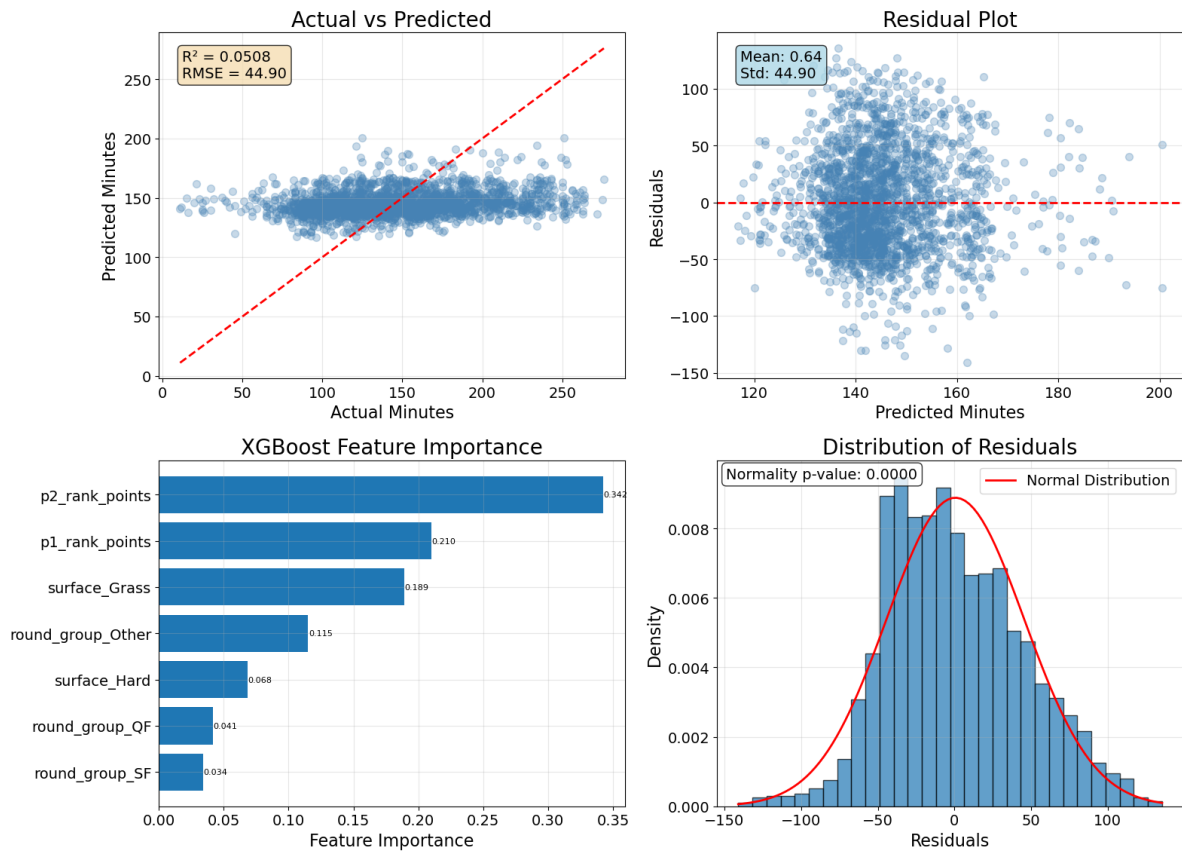 Actual vs Predicted
R² = 0.0508
RMSE = 44.90
Predicted Minutes
250
200
150
100
50
0
0 50 100 150 200 250
Actual Minutes
Residual Plot
Mean: 0.64
Std: 44.90
Residuals
100
50
0
−50
−100
−150
120 140 160 180 200
Predicted Minutes
XGBoost Feature Importance
p2_rank_points 0.342
p1_rank_points 0.210
surface_Grass 0.189
round_group_Other 0.115
surface_Hard 0.068
round_group_QF 0.041
round_group_SF 0.034
0.00 0.05 0.10 0.15 0.20 0.25 0.30 0.35
Feature Importance
Distribution of Residuals
Normality p-value: 0.0000
Normal Distribution
Density
0.008
0.006
0.004
0.002
0.000
−150 −100 −50 0 50 100
Residuals